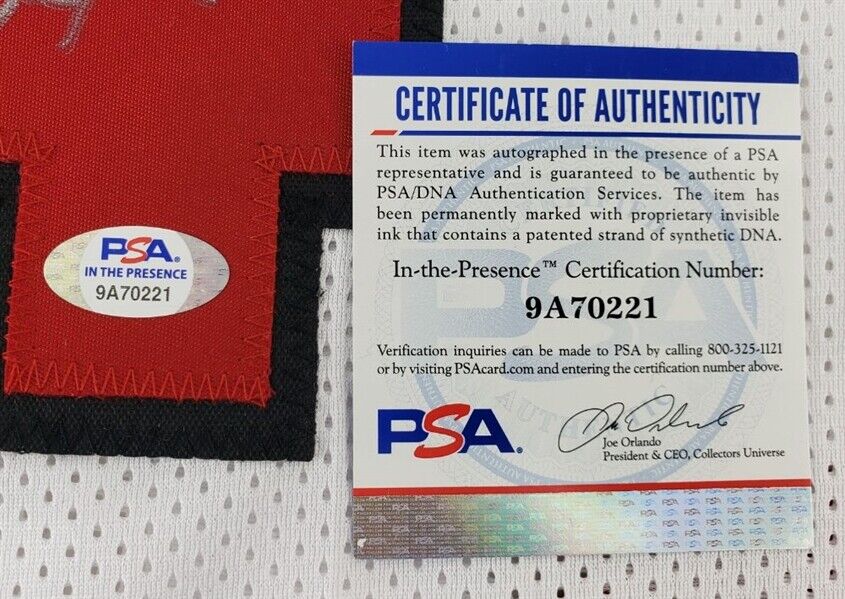 PSA.
IN THE PRESENCE
9A70221
CERTIFICATE OF AUTHENTICITY
This item was autographed in the presence of a PSA
representative and is guaranteed to be authentic by
PSA/DNA Authentication Services. The item has
been permanently marked with proprietary invisible
ink that contains a patented strand of synthetic DNA.
In-the-Presence™ Certification Number:
9A70221
Verification inquiries can be made to PSA by calling 800-325-1121
or by visiting PSAcard.com and entering the certification number above.
PSA.
Joe Orlando
President & CEO, Collectors Universe